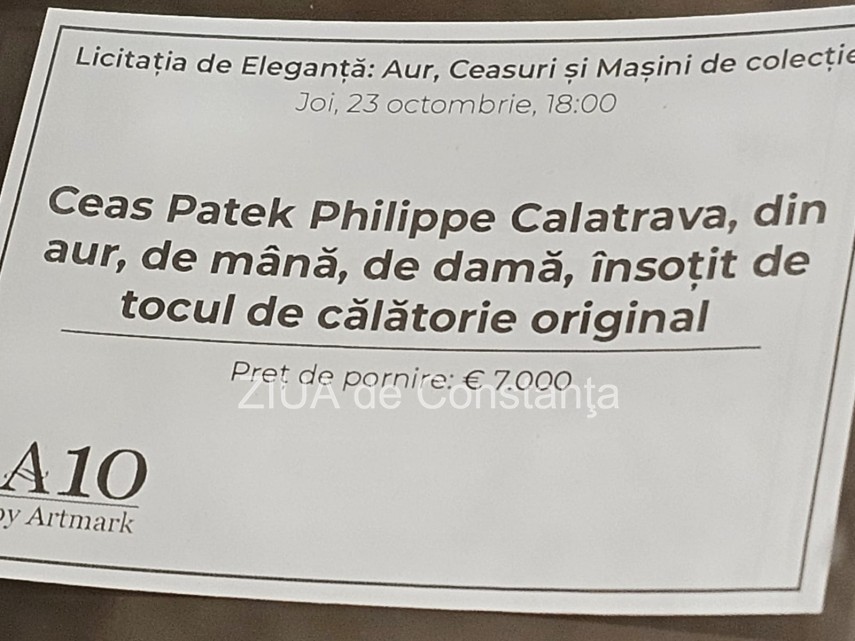 Licitația de Eleganță: Aur, Ceasuri și Mașini de colecție
Joi, 23 octombrie, 18:00
Ceas Patek Philippe Calatrava, din
aur, de mână, de damă, însoțit de
tocul de călătorie original
Preț de pornire: € 7.000
ZIUA de Constanţa
A10
by Artmark